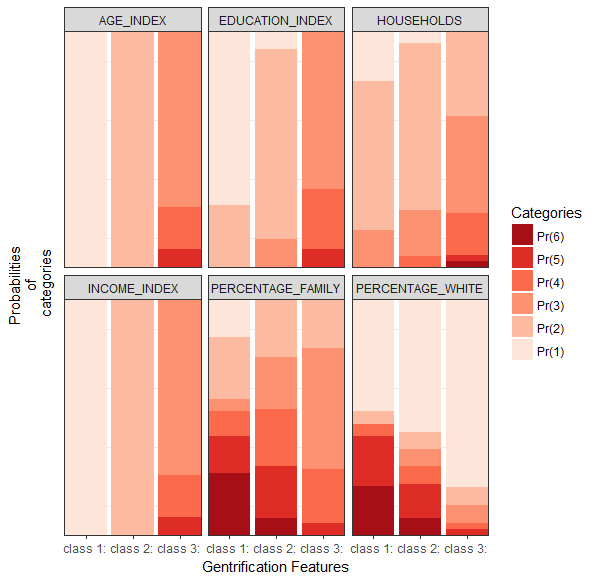 AGE_INDEX
EDUCATION_INDEX
HOUSEHOLDS
INCOME_INDEX
PERCENTAGE_FAMILY
PERCENTAGE_WHITE
Probabilities
of
categories
class 1: class 2: class 3:
class 1: class 2: class 3:
class 1: class 2: class 3:
Gentrification Features
Categories
Pr(6)
Pr(5)
Pr(4)
Pr(3)
Pr(2)
Pr(1)